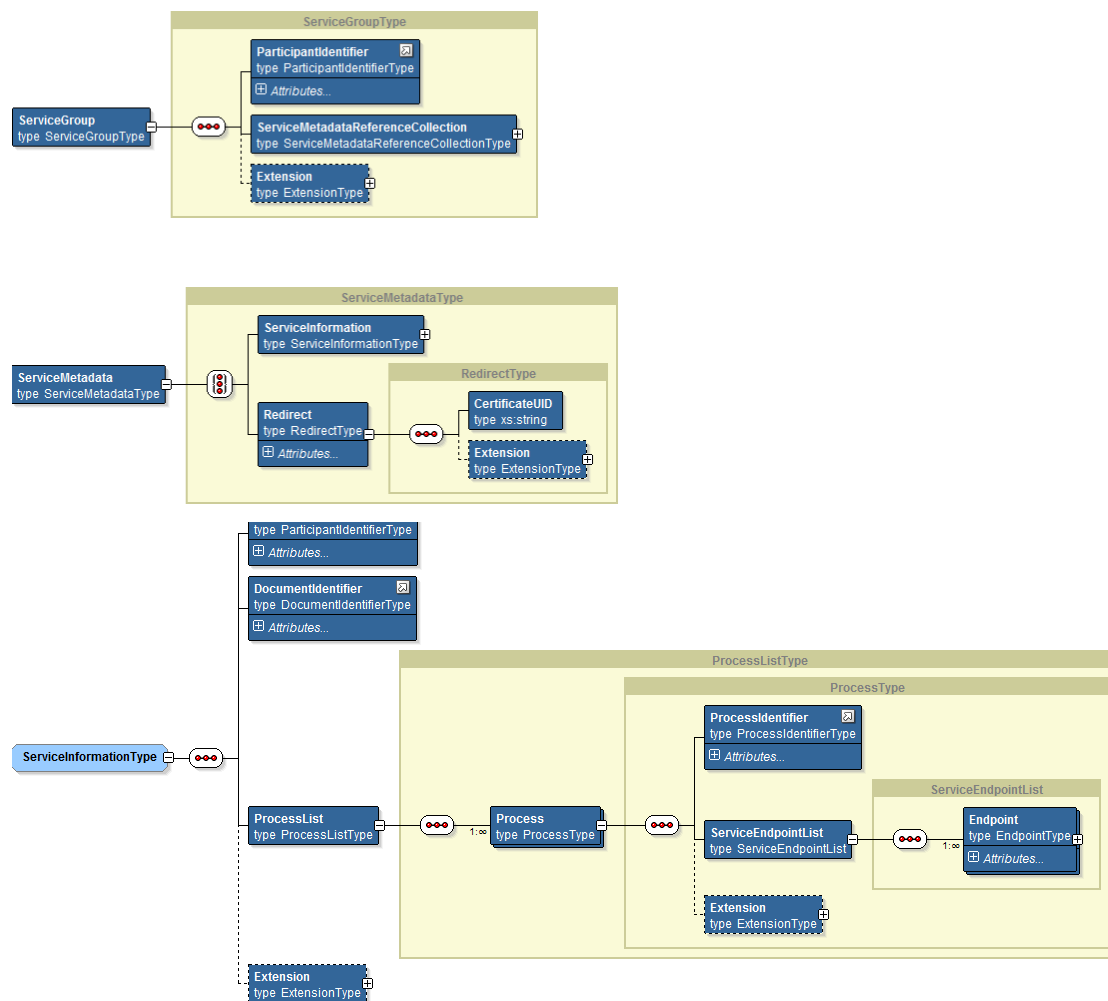 ServiceGroupType
ParticipantIdentifier
type ParticipantIdentifierType
Attributes...
ServiceGroup
type ServiceGroupType
ServiceMetadataReferenceCollection
type ServiceMetadataReferenceCollectionType
Extension
type ExtensionType
ServiceMetadataType
ServiceInformation
type ServiceInformationType
RedirectType
ServiceMetadata
type ServiceMetadataType
Redirect
type RedirectType
Attributes...
CertificateUID
type xs:string
Extension
type ExtensionType
type ParticipantIdentifierType
Attributes...
DocumentIdentifier
type DocumentIdentifierType
Attributes...
ProcessListType
ProcessType
ProcessIdentifier
type ProcessIdentifierType
Attributes...
ServiceInformationType
ServiceEndpointList
ProcessList
type ProcessListType
1:∞
Process
type ProcessType
ServiceEndpointList
type ServiceEndpointList
1:∞
Endpoint
type EndpointType
Attributes...
Extension
type ExtensionType
Extension
type ExtensionType